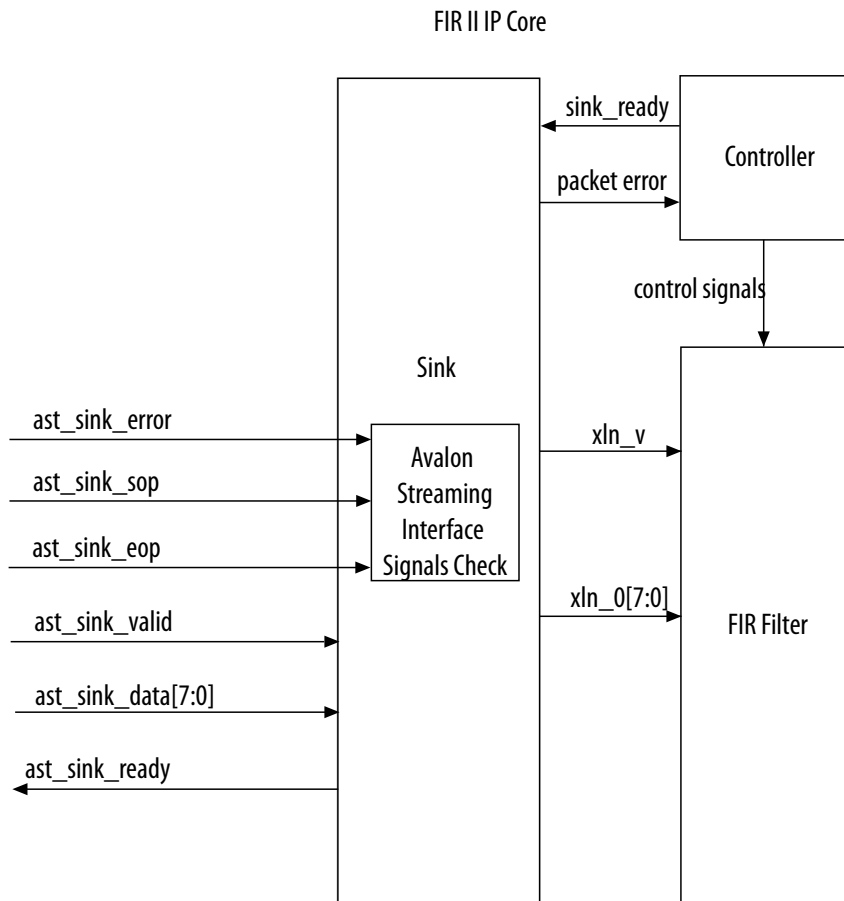 FIR II IP Core
sink_ready
Controller
packet error
control signals
Sink
ast_sink_error
ast_sink_sop
ast_sink_eop
Avalon
Streaming
Interface
Signals Check
xln_v
ast_sink_valid
xln_0[7:0]
FIR Filter
ast_sink_data[7:0]
ast_sink_ready